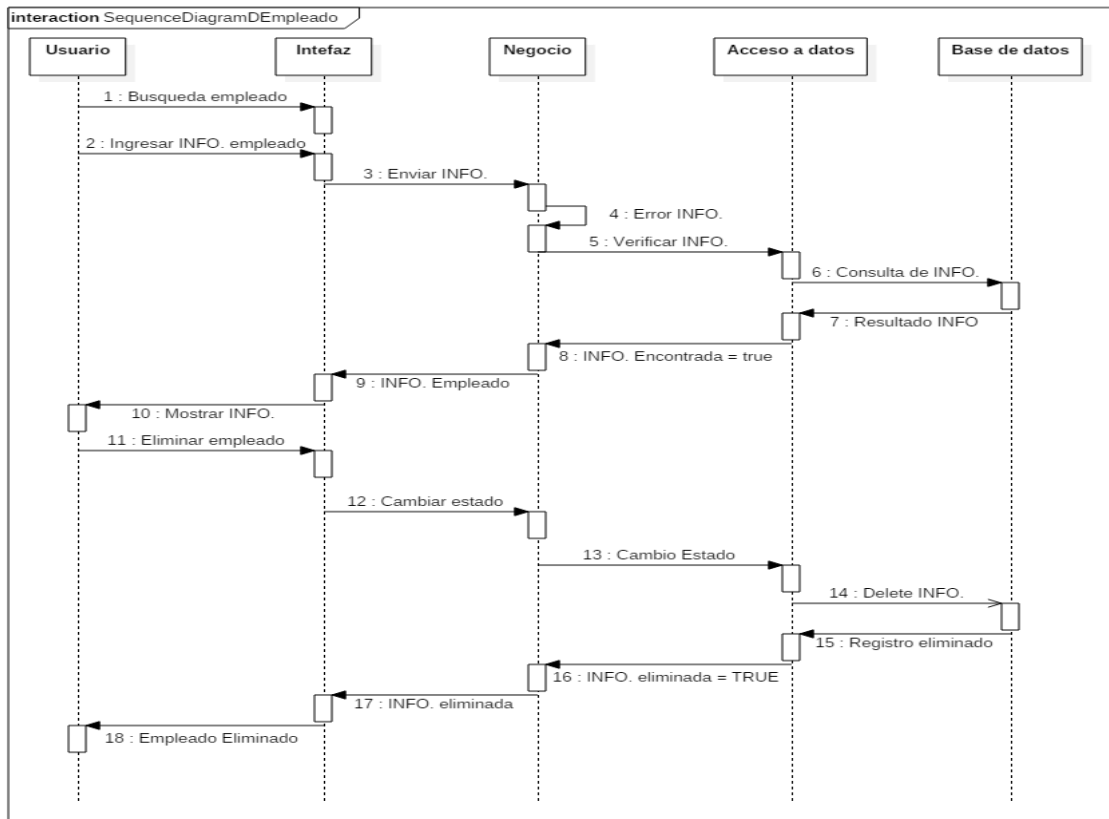 interaction SequenceDiagramDEmpleado
Usuario
Intefaz
Negocio
Acceso a datos
Base de datos
1 : Busqueda empleado
2 : Ingresar INFO. empleado
3 : Enviar INFO.
4 : Error INFO.
5 : Verificar INFO.
6 : Consulta de INFO.
7 : Resultado INFO
8 : INFO. Encontrada = true
9 : INFO. Empleado
10 : Mostrar INFO.
11 : Eliminar empleado
12 : Cambiar estado
13 : Cambio Estado
14 : Delete INFO.
15 : Registro eliminado
16 : INFO. eliminada = TRUE
17 : INFO. eliminada
18 : Empleado Eliminado